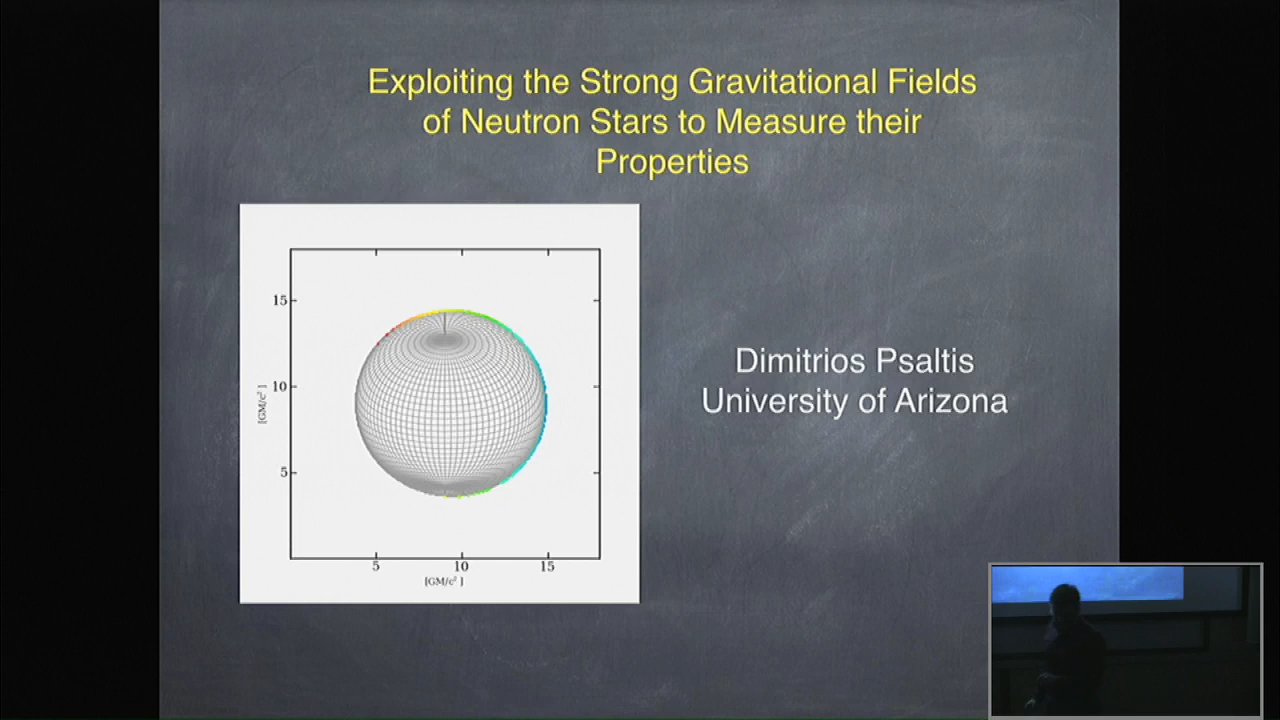 Exploiting the Strong Gravitational Fields
of Neutron Stars to Measure their
Properties
Dimitrios Psaltis
University of Arizona
15
10
5
[GM/c²]
5
10
15
[GM/c²]